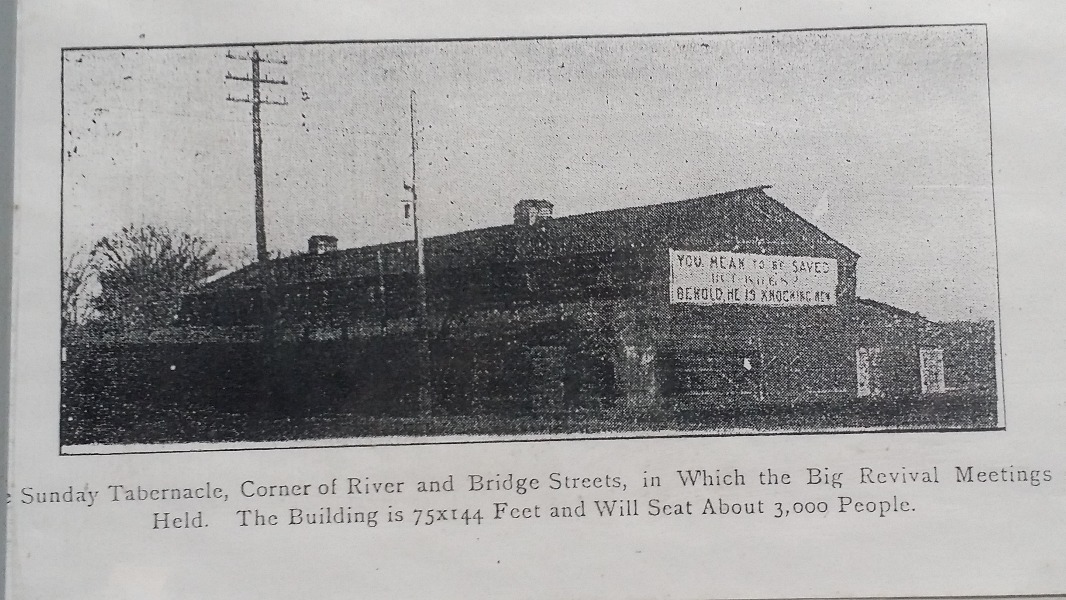 YOU MEAN TO BE SAVED
BEHOLD HE IS KNOCKING NOW
e Sunday Tabernacle, Corner of River and Bridge Streets, in Which the Big Revival Meetings
Held. The Building is 75x144 Feet and Will Seat About 3,000 People.